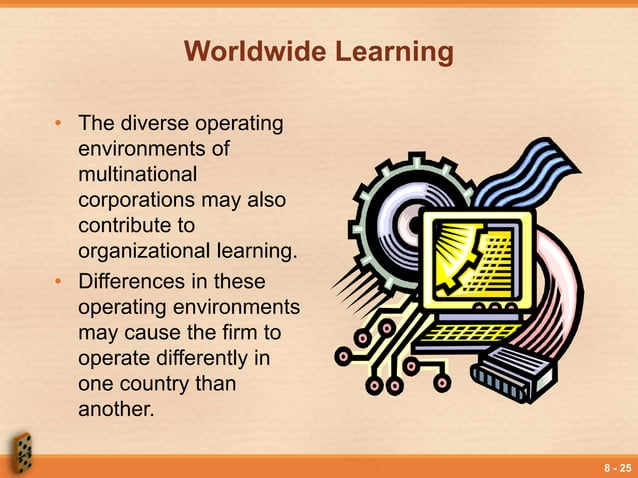 Worldwide Learning
• The diverse operating
environments of
multinational
corporations may also
contribute to
organizational learning.
• Differences in these
operating environments
may cause the firm to
operate differently in
one country than
another.
8 - 25